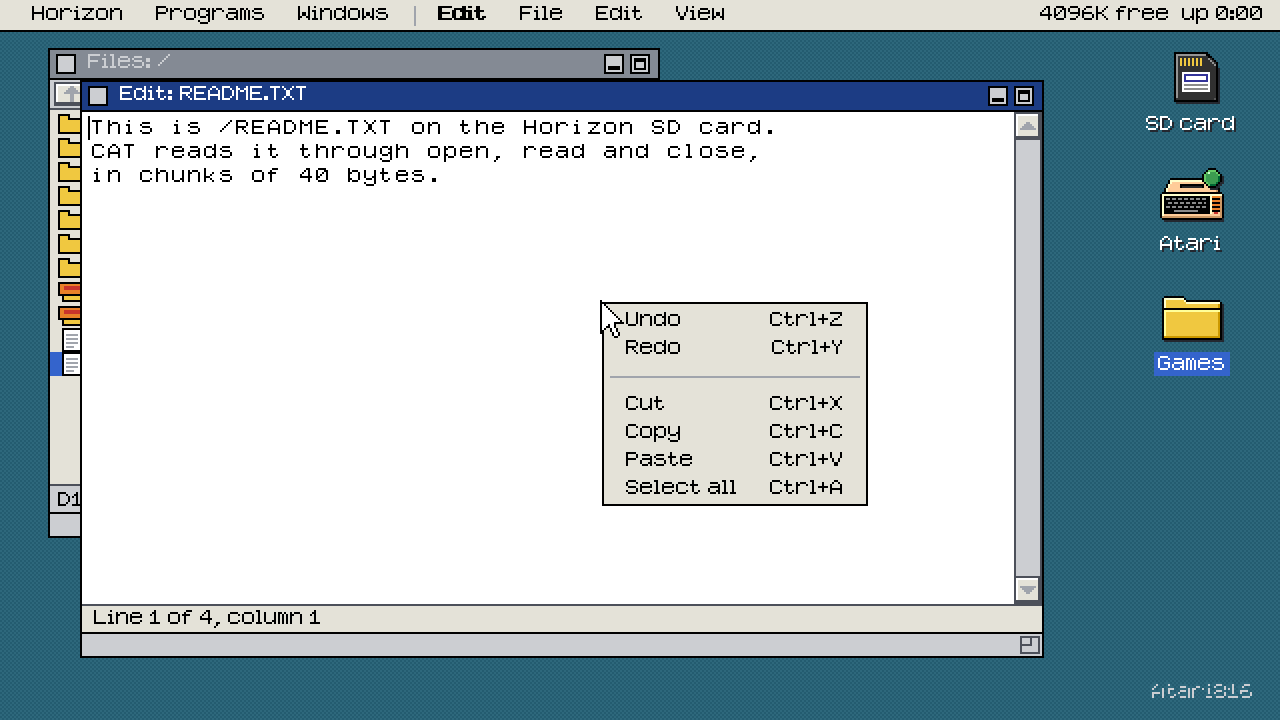 Horizon Programs Windows Edit File Edit View 4096K free up 0:00
Files: /
Edit: README.TXT
This is /README.TXT on the Horizon SD card.
CAT reads it through open, read and close,
in chunks of 40 bytes.
Undo Ctrl+Z
Redo Ctrl+Y
Cut Ctrl+X
Copy Ctrl+C
Paste Ctrl+V
Select all Ctrl+A
D1
Line 1 of 4, column 1
SD card
Atari
Games
Atari816